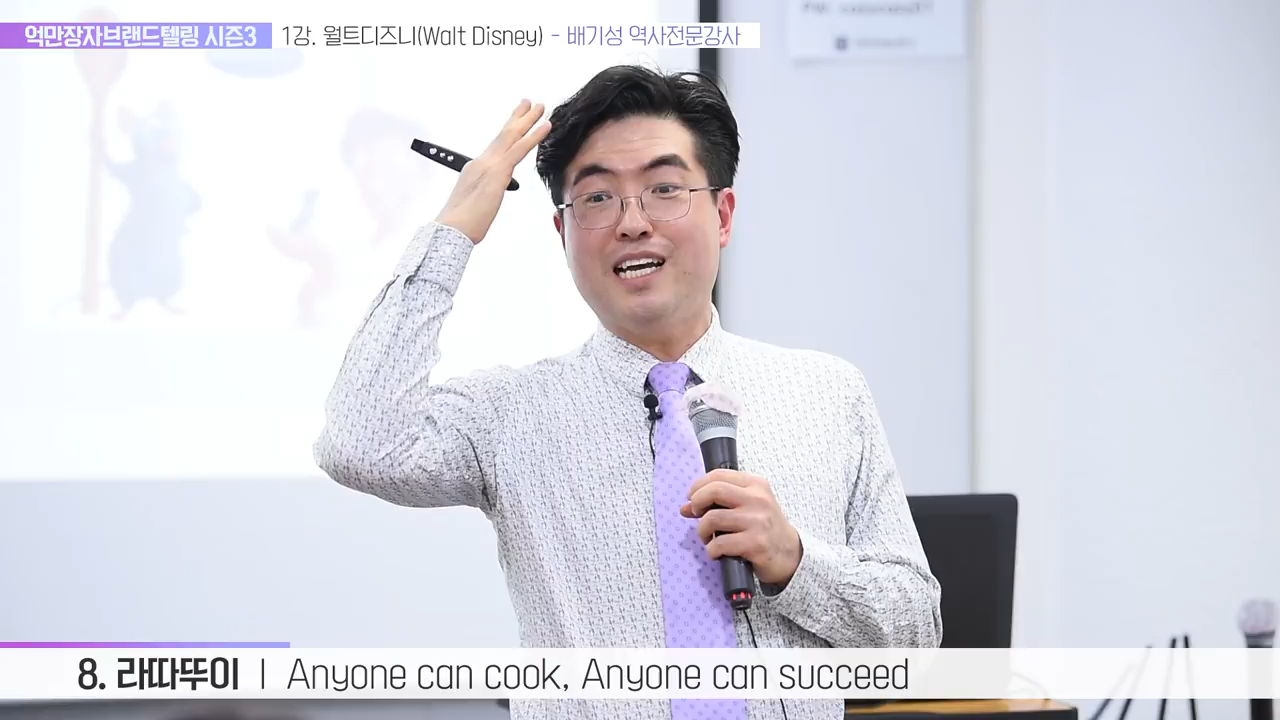 억만장자브랜드텔링 시즌3 1강. 월트디즈니(Walt Disney) - 배기성 역사전문강사
8. 라따뚜이 | Anyone can cook, Anyone can succeed